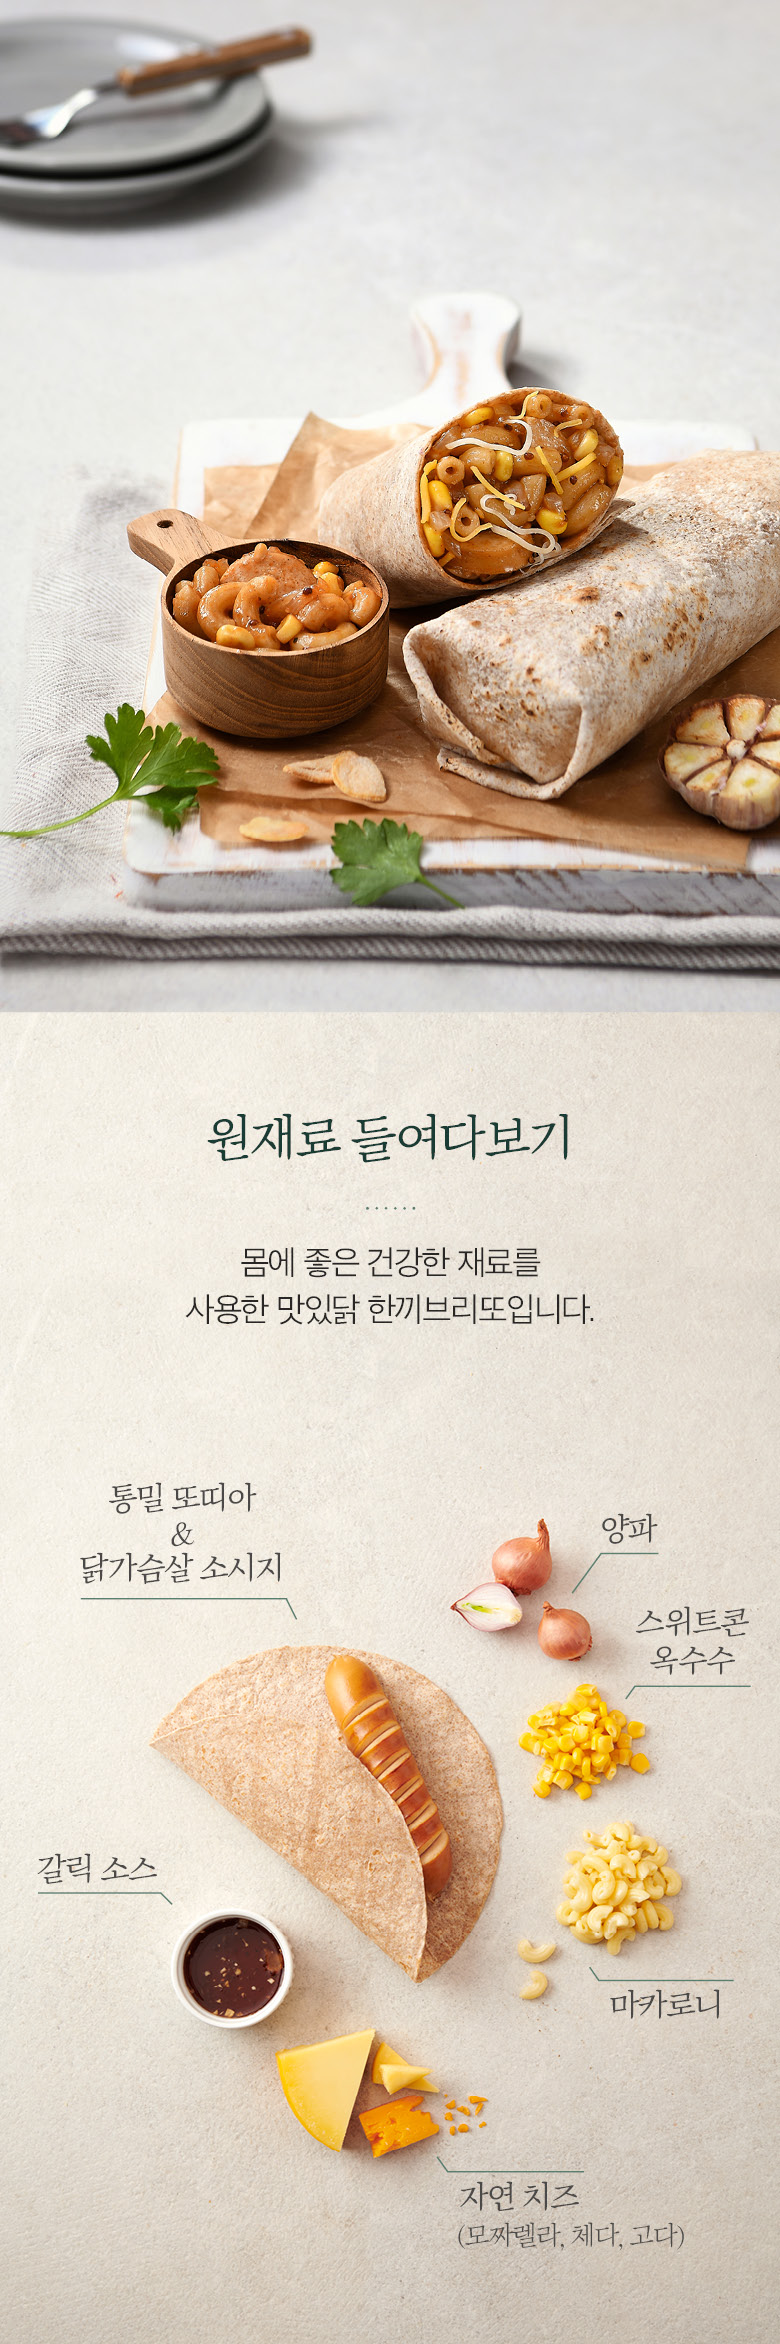 원재료 들여다보기
몸에 좋은 건강한 재료를
사용한 맛있닭 한끼브리또입니다.
통밀 또띠아
&
닭가슴살 소시지
양파
스위트콘
옥수수
갈릭 소스
마카로니
자연 치즈
(모짜렐라, 체다, 고다)